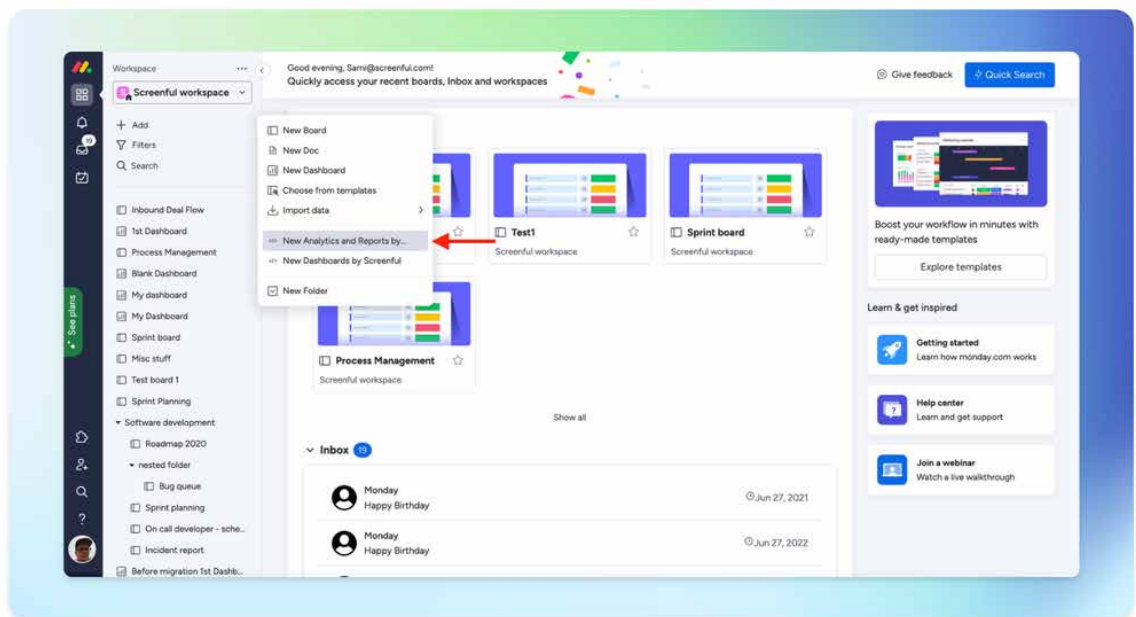 Workspace
Screenful workspace
+ Add
Filters
Search
Inbound Deal Flow
1st Dashboard
Process Management
Blank Dashboard
My dashboard
My Dashboard
Sprint board
Misc stuff
Test board 1
Sprint Planning
Software development
Roadmap 2020
nested folder
Bug queue
Sprint planning
On call developer - sche...
Incident report
Before migration 1st Dashb...
19
See plans
?
Good evening, Sami@screenful.com!
Quickly access your recent boards, Inbox and workspaces
Give feedback
Quick Search
New Board
New Doc
New Dashboard
Choose from templates
Import data
New Analytics and Reports by...
New Dashboards by Screenful
New Folder
Test1
Screenful workspace
Sprint board
Screenful workspace
Process Management
Screenful workspace
Show all
Inbox 19
Monday
Happy Birthday
Jun 27, 2021
Monday
Happy Birthday
Jun 27, 2022
Boost your workflow in minutes with
ready-made templates
Explore templates
Learn & get inspired
Getting started
Learn how monday.com works
Help center
Learn and get support
Join a webinar
Watch a live walkthrough